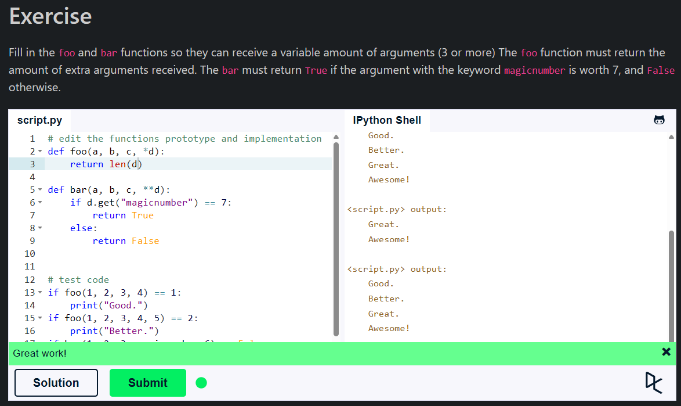 Exercise
Fill in the foo and bar functions so they can receive a variable amount of arguments (3 or more) The foo function must return the
amount of extra arguments received. The bar must return True if the argument with the keyword magicnumber is worth 7, and False
otherwise.
script.py
1 # edit the functions prototype and implementation
2 def foo(a, b, c, *d):
3 return len(d)
4
5 def bar(a, b, c, **d):
6 if d.get("magicnumber") == 7:
7 return True
8 else:
9 return False
10
11
12 # test code
13 if foo(1, 2, 3, 4) == 1:
14 print("Good.")
15 if foo(1, 2, 3, 4, 5) == 2:
16 print("Better.")
IPython Shell
Good.
Better.
Great.
Awesome!
<script.py> output:
Great.
Awesome!
<script.py> output:
Good.
Better.
Great.
Awesome!
Great work!
Solution
Submit